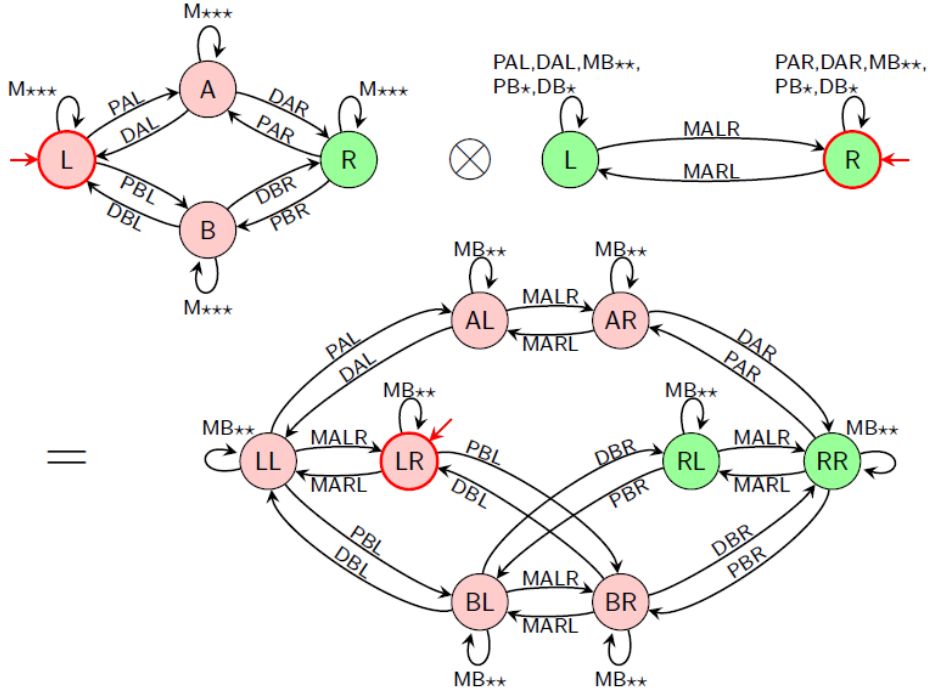 M⋆⋆⋆
M⋆⋆⋆
PAL
DAL
A
DAR
PAR
M⋆⋆⋆
L
R
PBL
DBL
DBR
PBR
B
M⋆⋆⋆
⊗
PAL,DAL,MB⋆⋆,
PB⋆,DB⋆
PAR,DAR,MB⋆⋆,
PB⋆,DB⋆
L
MALR
MARL
R
=
MB⋆⋆
MB⋆⋆
AL
MALR
MARL
AR
PAL
DAL
DAR
PAR
MB⋆⋆
MB⋆⋆
MB⋆⋆
MB⋆⋆
LL
MALR
MARL
LR
PBL
DBL
DBR
PBR
RL
MALR
MARL
RR
PBL
DBL
DBR
PBR
BL
MALR
MARL
BR
MB⋆⋆
MB⋆⋆